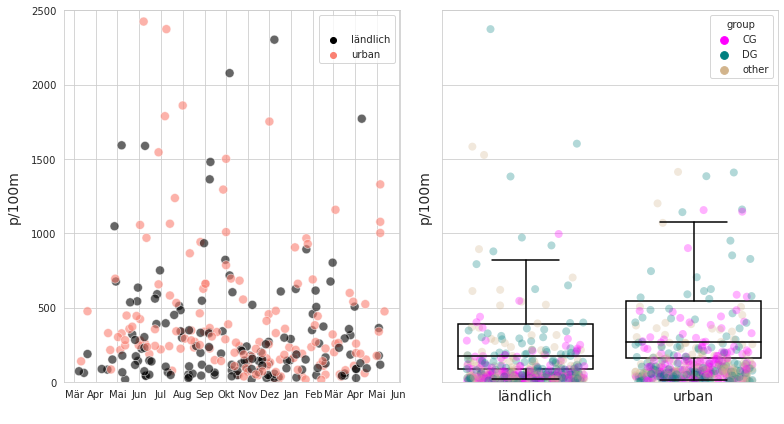 2500
2000
1500
1000
500
0
p/100m
ländlich
urban
Mär Apr Mai Jun Jul Aug Sep Okt Nov Dez Jan Feb Mär Apr Mai Jun
p/100m
group
CG
DG
other
ländlich urban